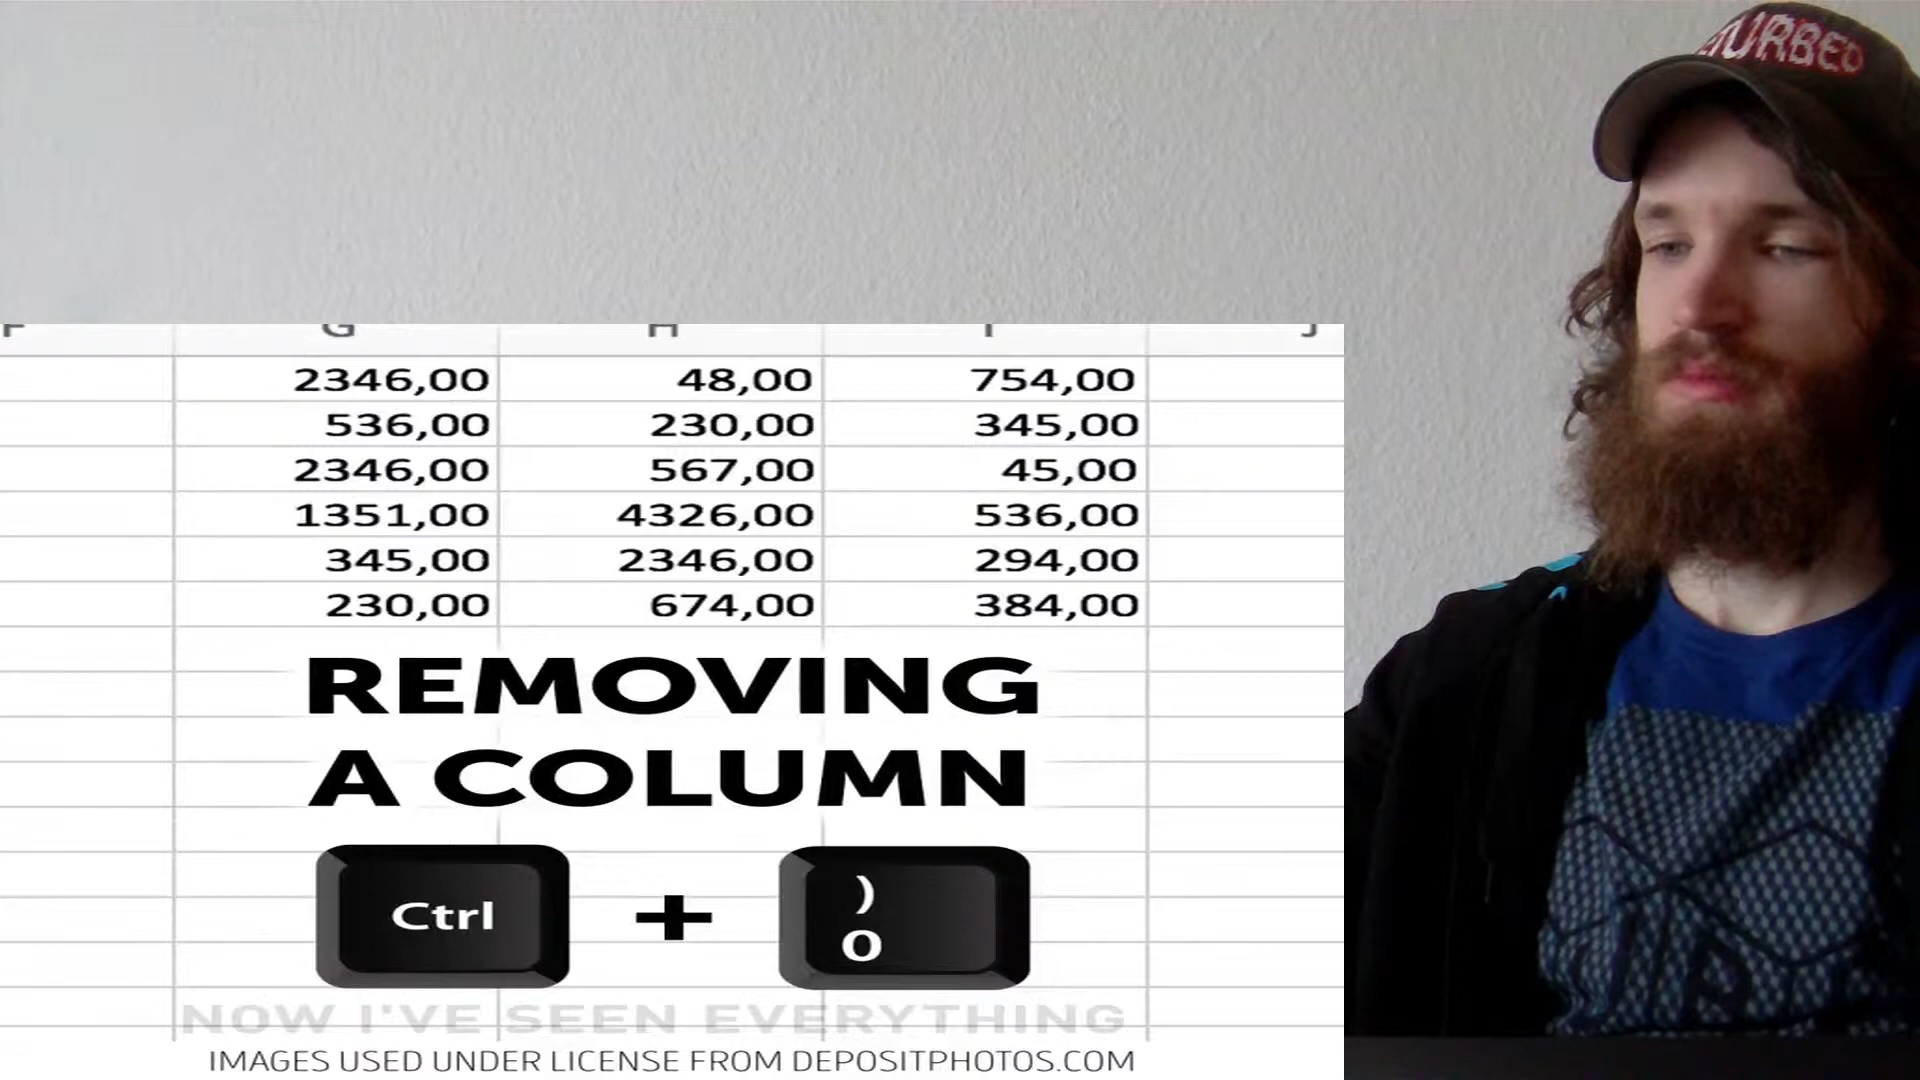 F G H I J
2346,00 48,00 754,00
536,00 230,00 345,00
2346,00 567,00 45,00
1351,00 4326,00 536,00
345,00 2346,00 294,00
230,00 674,00 384,00
REMOVING
A COLUMN
Ctrl + )
0
NOW I'VE SEEN EVERYTHING
IMAGES USED UNDER LICENSE FROM DEPOSITPHOTOS.COM